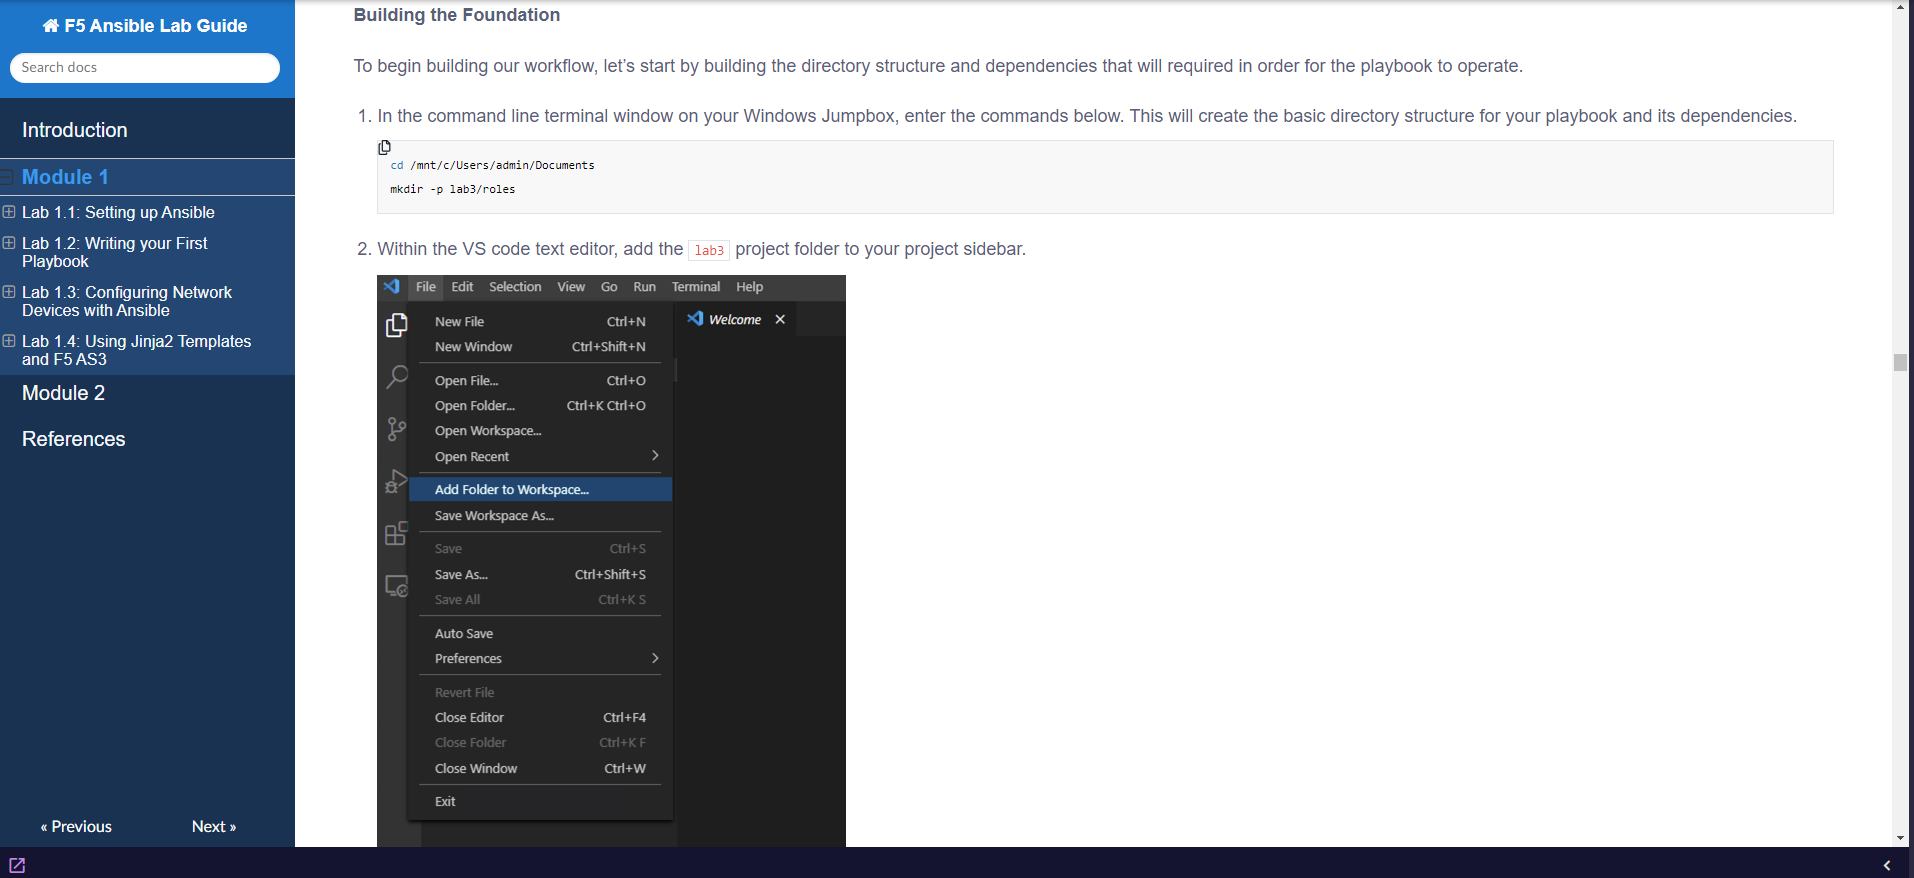 F5 Ansible Lab Guide
Search docs
Introduction
Module 1
Lab 1.1: Setting up Ansible
Lab 1.2: Writing your First
Playbook
Lab 1.3: Configuring Network
Devices with Ansible
Lab 1.4: Using Jinja2 Templates
and F5 AS3
Module 2
References
« Previous Next »
Building the Foundation
To begin building our workflow, let’s start by building the directory structure and dependencies that will required in order for the playbook to operate.
1. In the command line terminal window on your Windows Jumpbox, enter the commands below. This will create the basic directory structure for your playbook and its dependencies.
cd /mnt/c/Users/admin/Documents
mkdir -p lab3/roles
2. Within the VS code text editor, add the lab3 project folder to your project sidebar.
File Edit Selection View Go Run Terminal Help
Welcome
New File Ctrl+N
New Window Ctrl+Shift+N
Open File... Ctrl+O
Open Folder... Ctrl+K Ctrl+O
Open Workspace...
Open Recent
Add Folder to Workspace...
Save Workspace As...
Save Ctrl+S
Save As... Ctrl+Shift+S
Save All Ctrl+K S
Auto Save
Preferences
Revert File
Close Editor Ctrl+F4
Close Folder Ctrl+K F
Close Window Ctrl+W
Exit